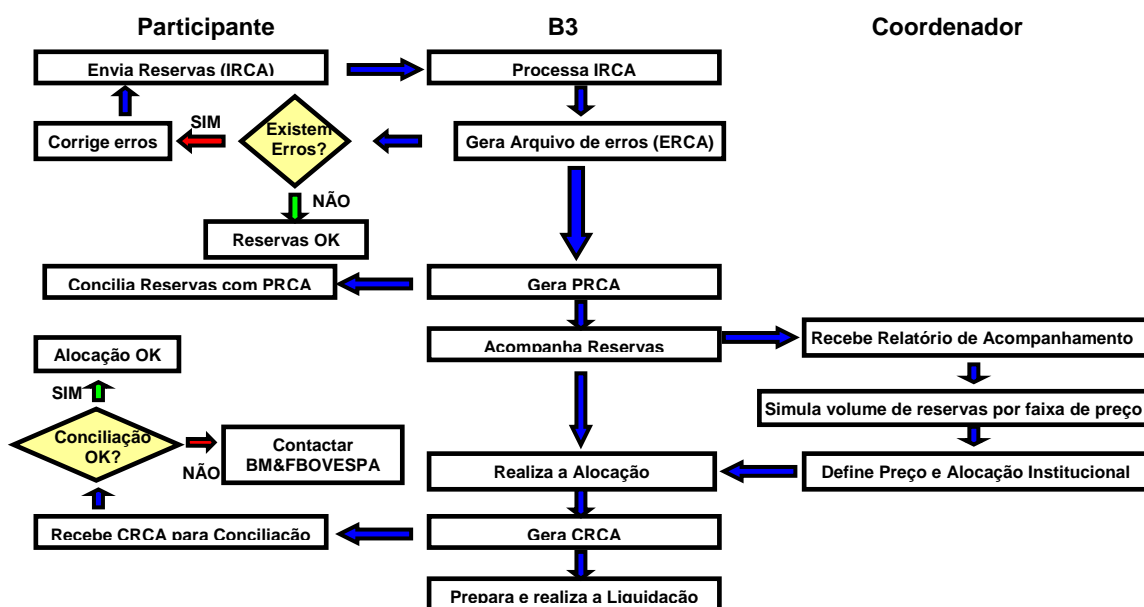 Participante
B3
Coordenador
Envia Reservas (IRCA)
Processa IRCA
SIM
Existem
Erros?
Corrige erros
Gera Arquivo de erros (ERCA)
NÃO
Reservas OK
Concilia Reservas com PRCA
Gera PRCA
Acompanha Reservas
Recebe Relatório de Acompanhamento
Alocação OK
SIM
Simula volume de reservas por faixa de preço
Conciliação
OK?
NÃO
Contactar
BM&FBOVESPA
Realiza a Alocação
Define Preço e Alocação Institucional
Recebe CRCA para Conciliação
Gera CRCA
Prepara e realiza a Liquidação